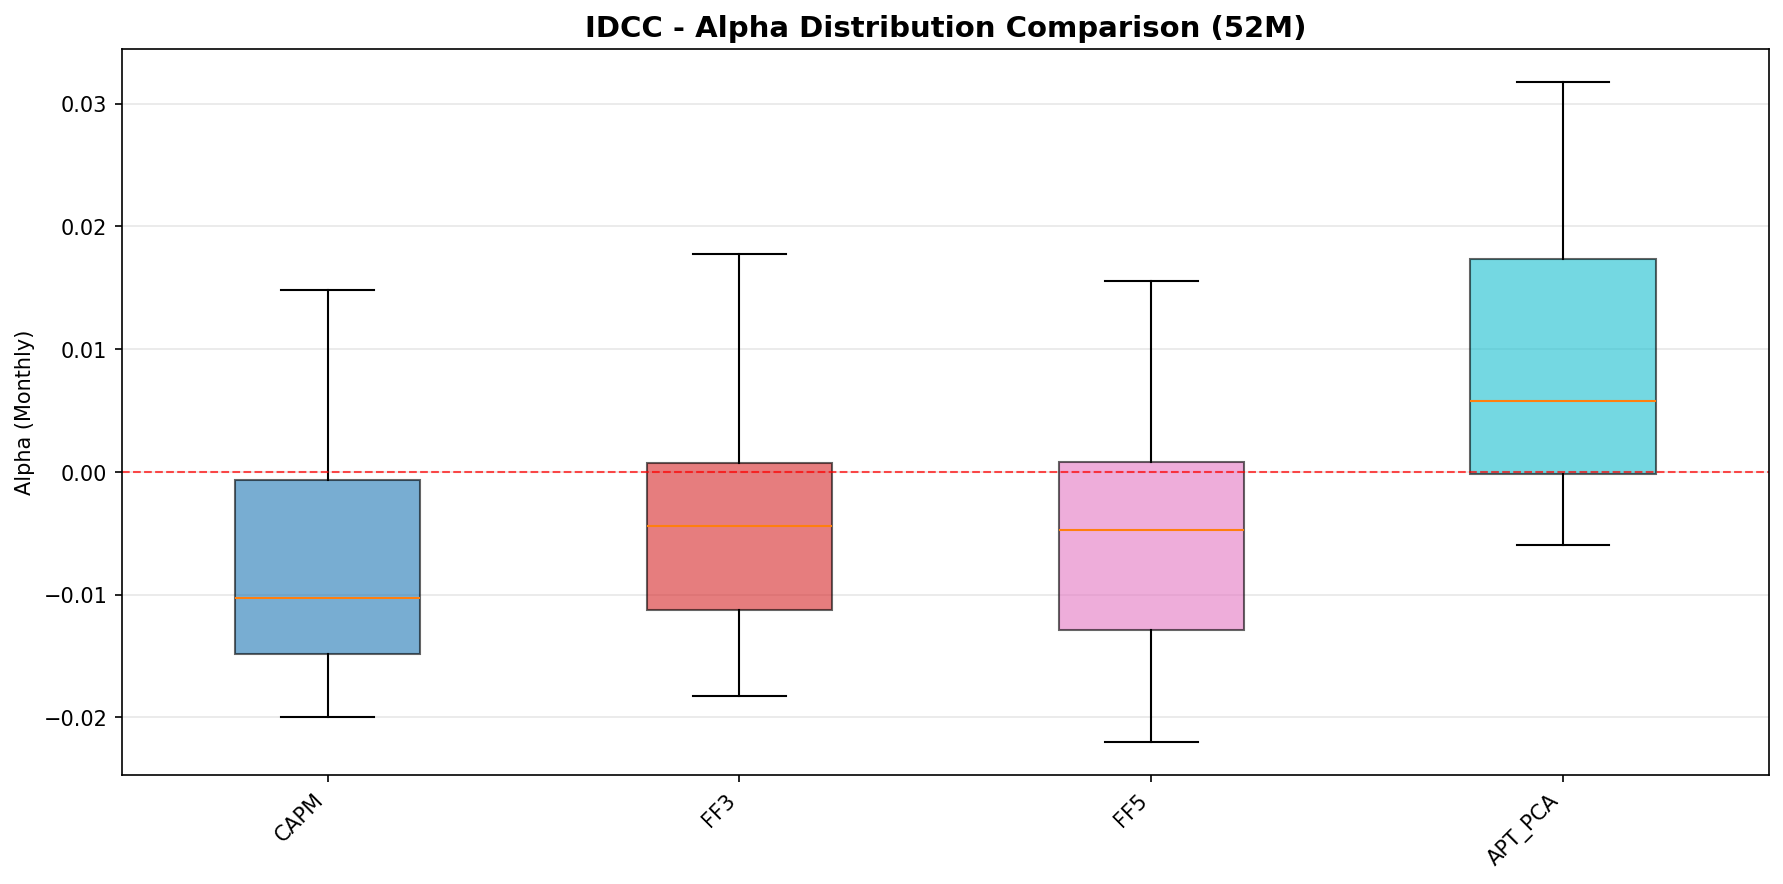 IDCC - Alpha Distribution Comparison (52M)
Alpha (Monthly)
0.03
0.02
0.01
0.00
−0.01
−0.02
CAPM
FF3
FF5
APT_PCA